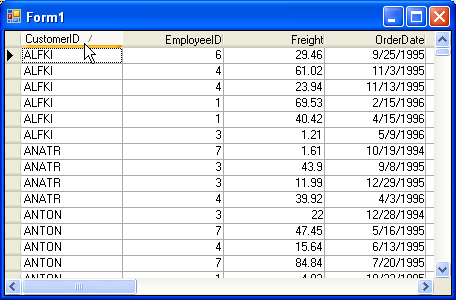 Form1
CustomerID EmployeeID Freight OrderDate
ALFKI 6 29.46 9/25/1995
ALFKI 4 61.02 11/3/1995
ALFKI 4 23.94 11/13/1995
ALFKI 1 69.53 2/15/1996
ALFKI 1 40.42 4/15/1996
ALFKI 3 1.21 5/9/1996
ANATR 7 1.61 10/19/1994
ANATR 3 43.9 9/8/1995
ANATR 3 11.99 12/29/1995
ANATR 4 39.92 4/3/1996
ANTON 3 22 12/28/1994
ANTON 7 47.45 5/16/1995
ANTON 4 15.64 6/13/1995
ANTON 7 84.84 7/20/1995
ANTON 1